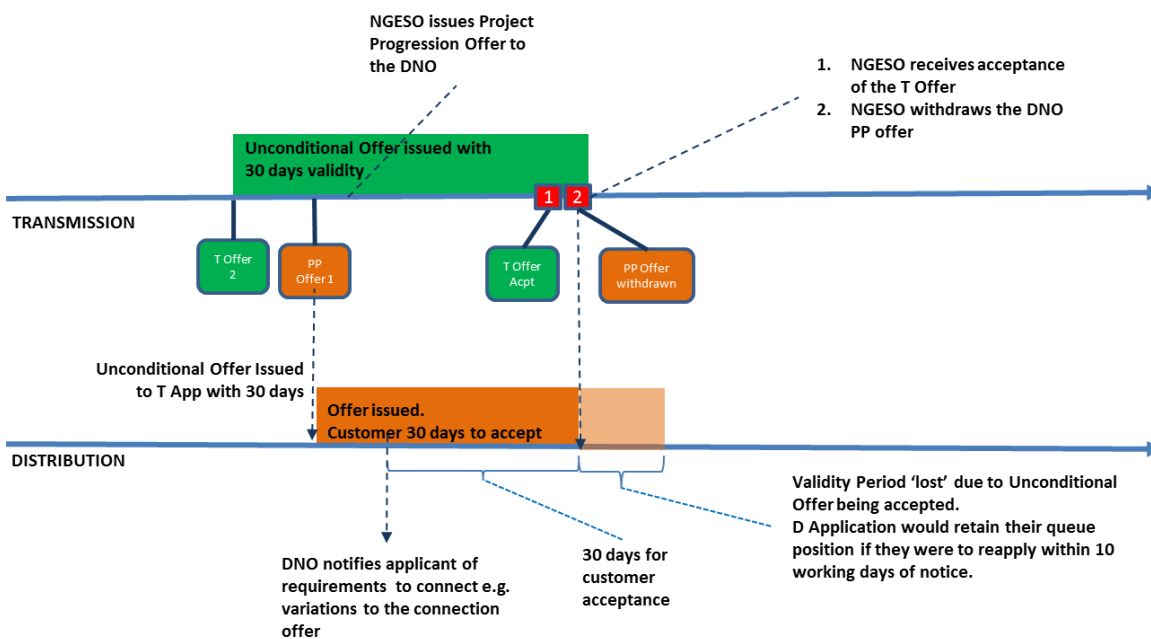 NGESO issues Project
Progression Offer to
the DNO
1. NGESO receives acceptance
of the T Offer
2. NGESO withdraws the DNO
PP offer
Unconditional Offer issued with
30 days validity
1
2
TRANSMISSION
T Offer
2
PP
Offer 1
T Offer
Acpt
PP Offer
withdrawn
Unconditional Offer Issued
to T App with 30 days
Offer issued.
Customer 30 days to accept
DISTRIBUTION
DNO notifies applicant of
requirements to connect e.g.
variations to the connection
offer
30 days for
customer
acceptance
Validity Period ‘lost’ due to Unconditional
Offer being accepted.
D Application would retain their queue
position if they were to reapply within 10
working days of notice.